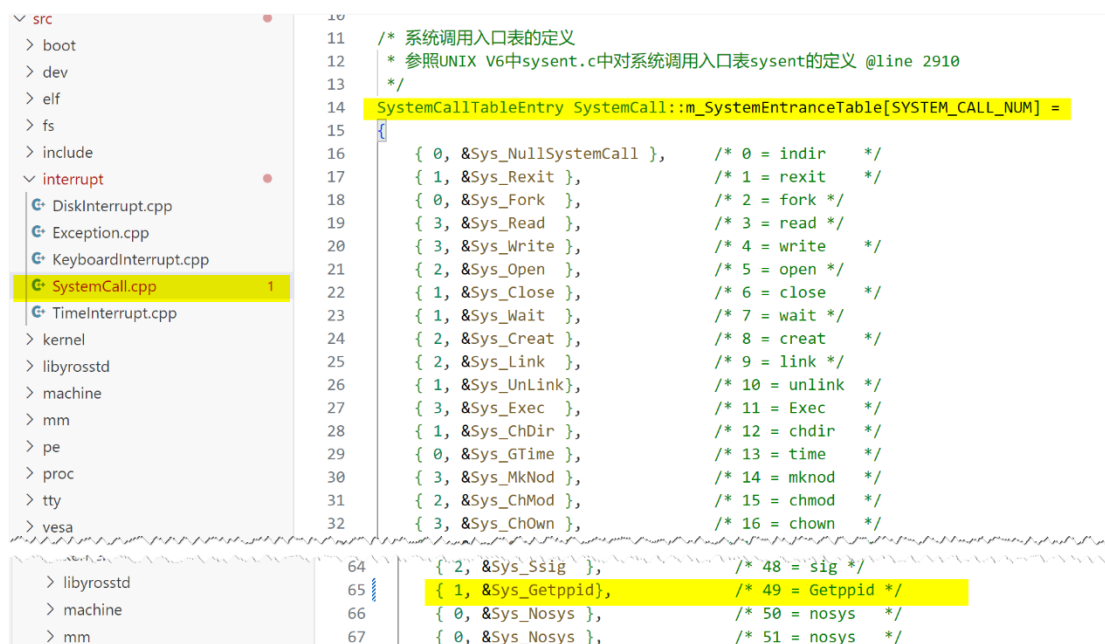 src
> boot
> dev
> elf
> fs
> include
interrupt
DiskInterrupt.cpp
Exception.cpp
KeyboardInterrupt.cpp
SystemCall.cpp 1
TimeInterrupt.cpp
> kernel
> libyrosstd
> machine
> mm
> pe
> proc
> tty
> vesa
10
11 /* 系统调用入口表的定义
12 * 参照UNIX V6中sysent.c中对系统调用入口表sysent的定义 @line 2910
13 */
14 SystemCallTableEntry SystemCall::m_SystemEntranceTable[SYSTEM_CALL_NUM] =
15 {
16 { 0, &Sys_NullSystemCall }, /* 0 = indir */
17 { 1, &Sys_Rexit }, /* 1 = rexit */
18 { 0, &Sys_Fork }, /* 2 = fork */
19 { 3, &Sys_Read }, /* 3 = read */
20 { 3, &Sys_Write }, /* 4 = write */
21 { 2, &Sys_Open }, /* 5 = open */
22 { 1, &Sys_Close }, /* 6 = close */
23 { 1, &Sys_Wait }, /* 7 = wait */
24 { 2, &Sys_Creat }, /* 8 = creat */
25 { 2, &Sys_Link }, /* 9 = link */
26 { 1, &Sys_UnLink}, /* 10 = unlink */
27 { 3, &Sys_Exec }, /* 11 = Exec */
28 { 1, &Sys_ChDir }, /* 12 = chdir */
29 { 0, &Sys_GTime }, /* 13 = time */
30 { 3, &Sys_MkNod }, /* 14 = mknod */
31 { 2, &Sys_ChMod }, /* 15 = chmod */
32 { 3, &Sys_ChOwn }, /* 16 = chown */
> libyrosstd
> machine
> mm
64 { 2, &Sys_Ssig }, /* 48 = sig */
65 { 1, &Sys_Getppid}, /* 49 = Getppid */
66 { 0, &Sys_Nosys }, /* 50 = nosys */
67 { 0, &Sys_Nosys }, /* 51 = nosys */